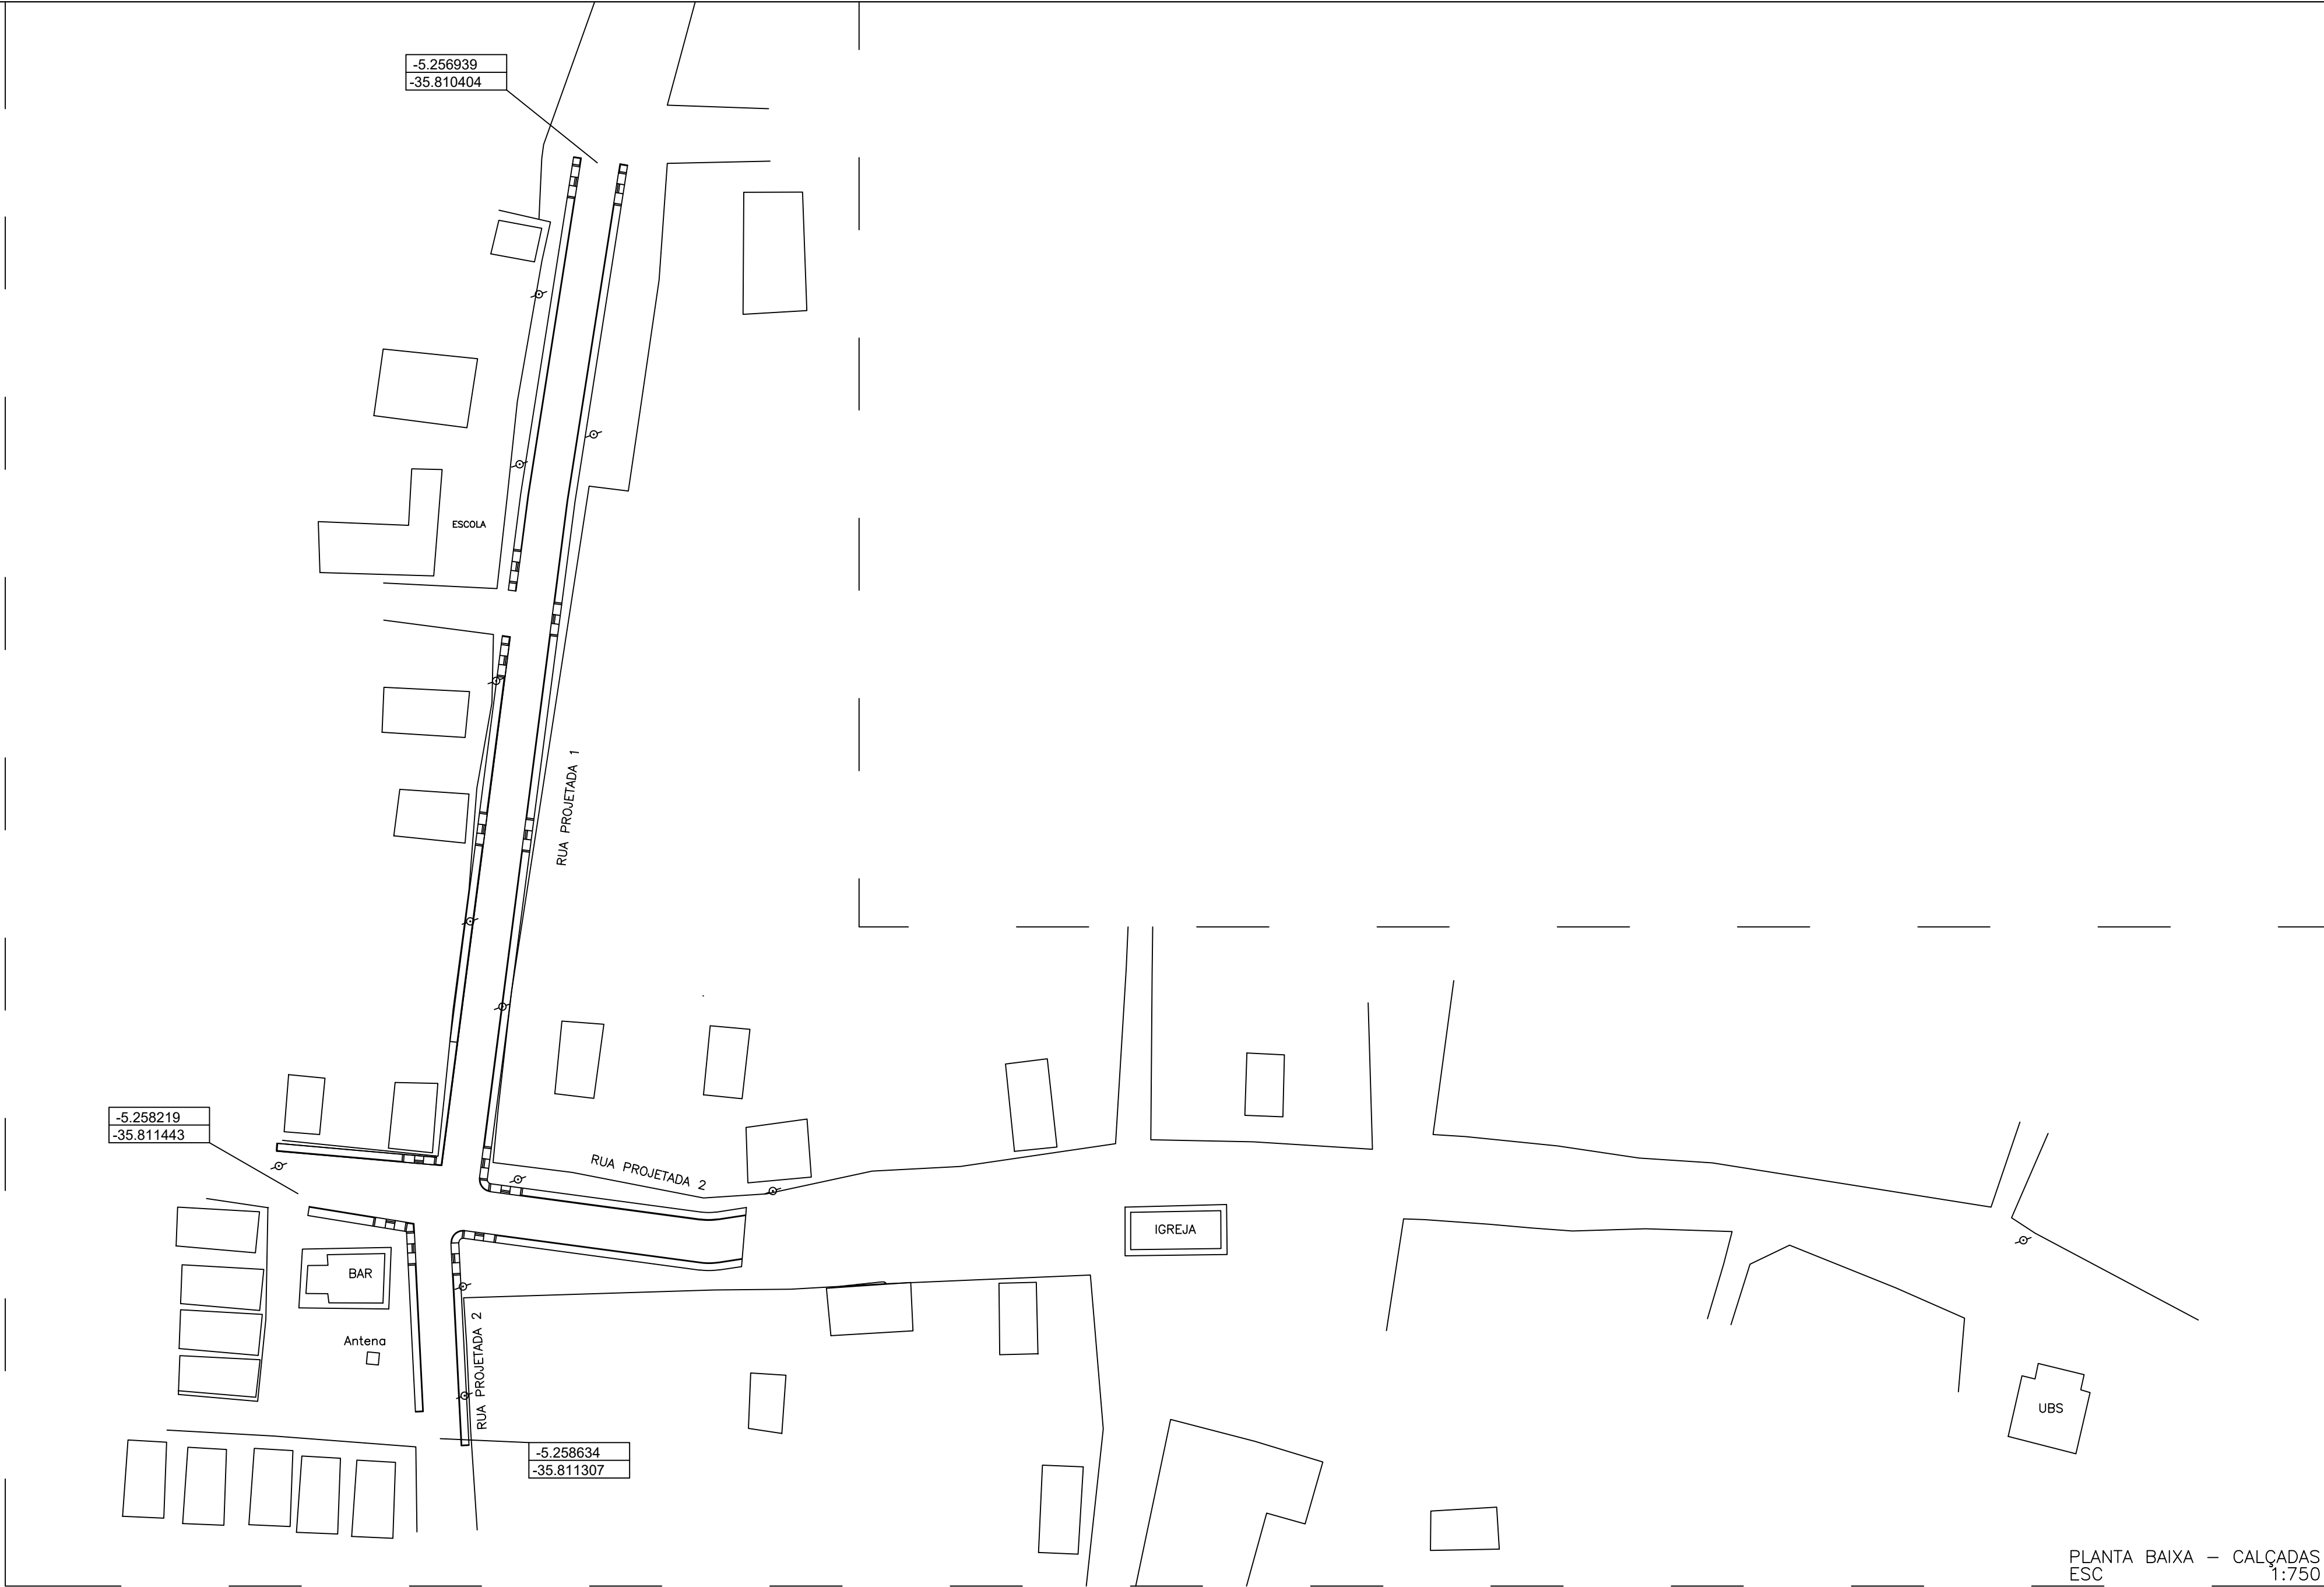 -5.256939
-35.810404
ESCOLA
RUA PROJETADA 1
-5.258219
-35.811443
RUA PROJETADA 2
IGREJA
BAR
Antena
RUA PROJETADA 2
UBS
-5.258634
-35.811307
PLANTA BAIXA – CALÇADAS
ESC 1:750